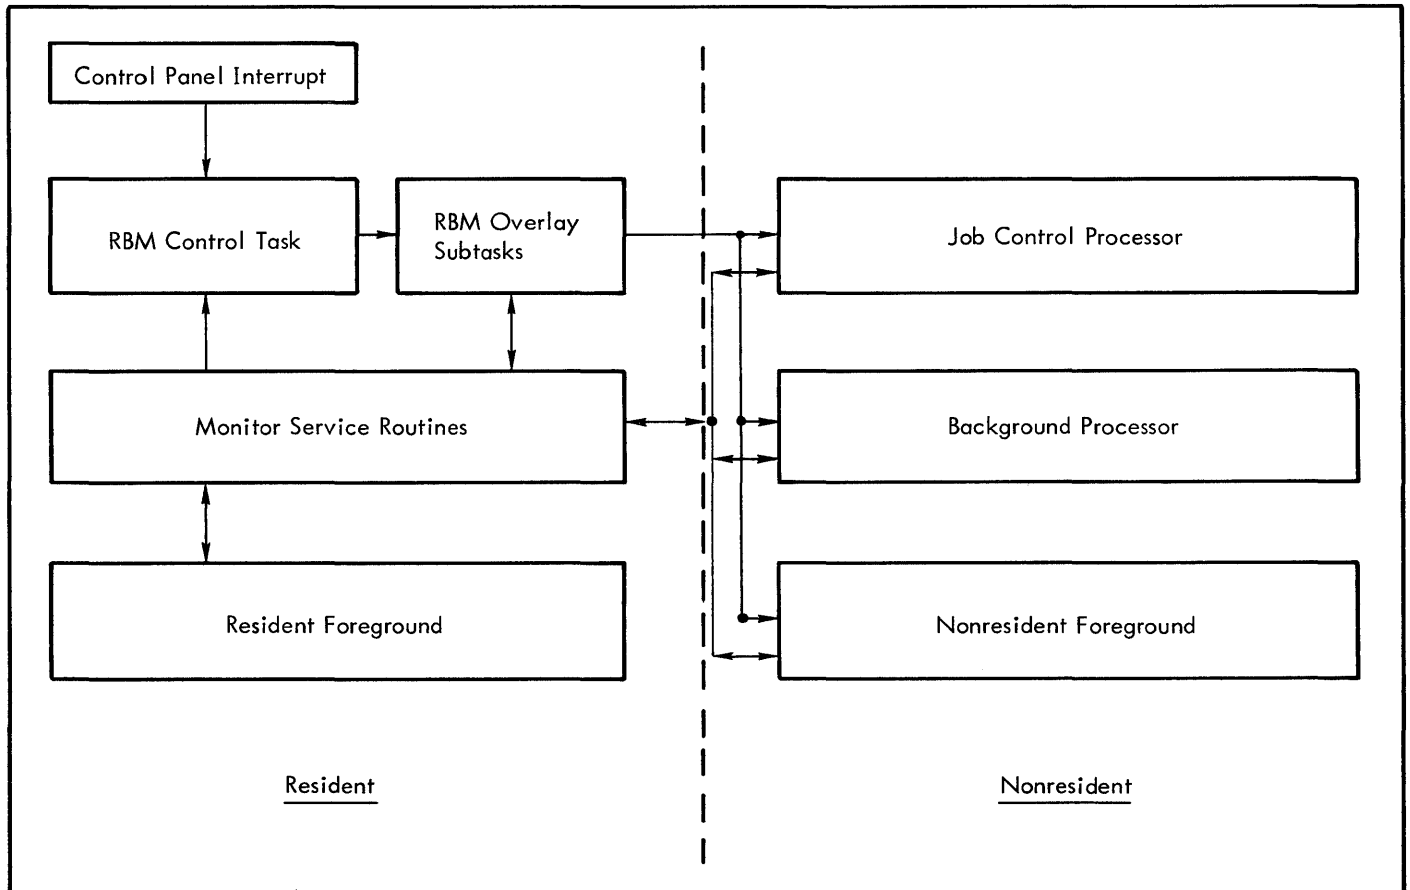 Control Panel Interrupt
RBM Control Task
RBM Overlay
Subtasks
Job Control Processor
Monitor Service Routines
Background Processor
Resident Foreground
Nonresident Foreground
Resident
Nonresident